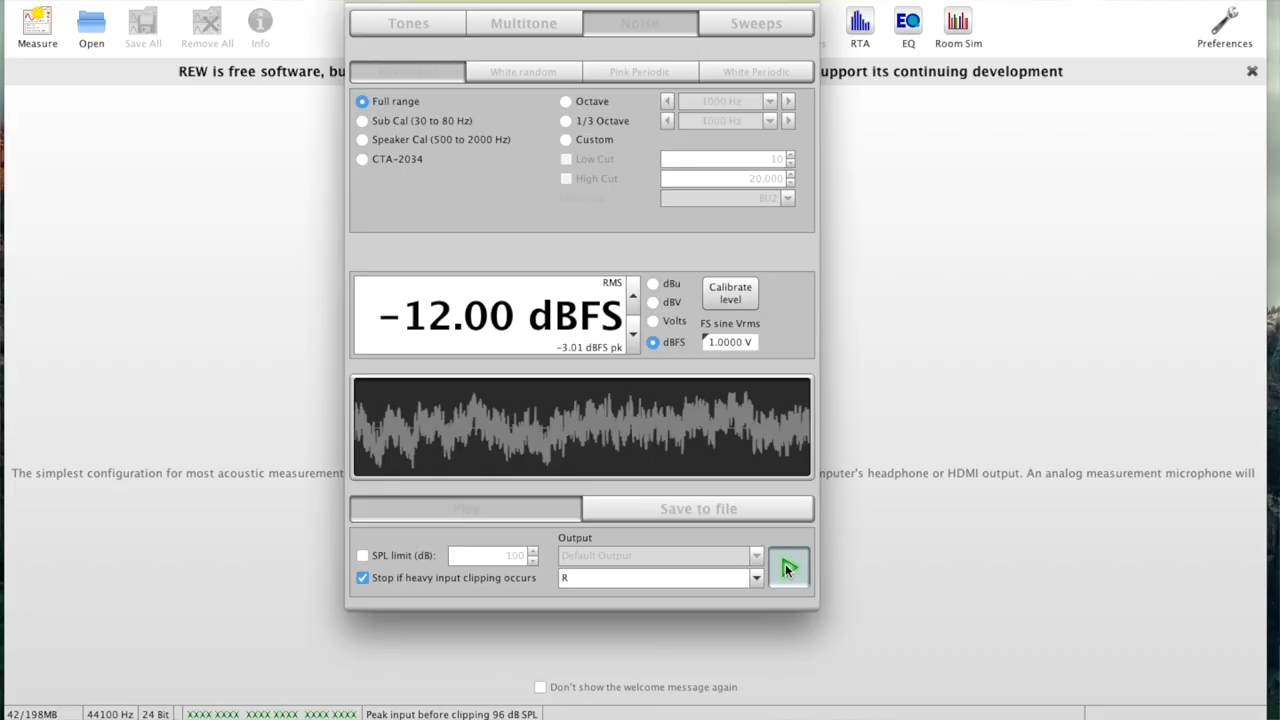 Tones Multitone Noise Sweeps
Measure Open Save All Remove All Info RTA EQ Room Sim Preferences
REW is free software, bu
upport its continuing development
White random Pink Periodic White Periodic
Full range Octave 1000 Hz
Sub Cal (30 to 80 Hz) 1/3 Octave 1000 Hz
Speaker Cal (500 to 2000 Hz) Custom
CTA-2034 Low Cut 10
High Cut 20,000
BU2
RMS
-12.00 dBFS
-3.01 dBFS pk
dBu
dBV
Volts
dBFS
Calibrate
level
FS sine Vrms
1.0000 V
The simplest configuration for most acoustic measurement
nputer's headphone or HDMI output. An analog measurement microphone will
Play Save to file
Output
SPL limit (dB): 100 Default Output
Stop if heavy input clipping occurs R
Don't show the welcome message again
42/198MB 44100 Hz 24 Bit XXXX XXXX XXXX XXXX XXXX XXXX Peak input before clipping 96 dB SPL